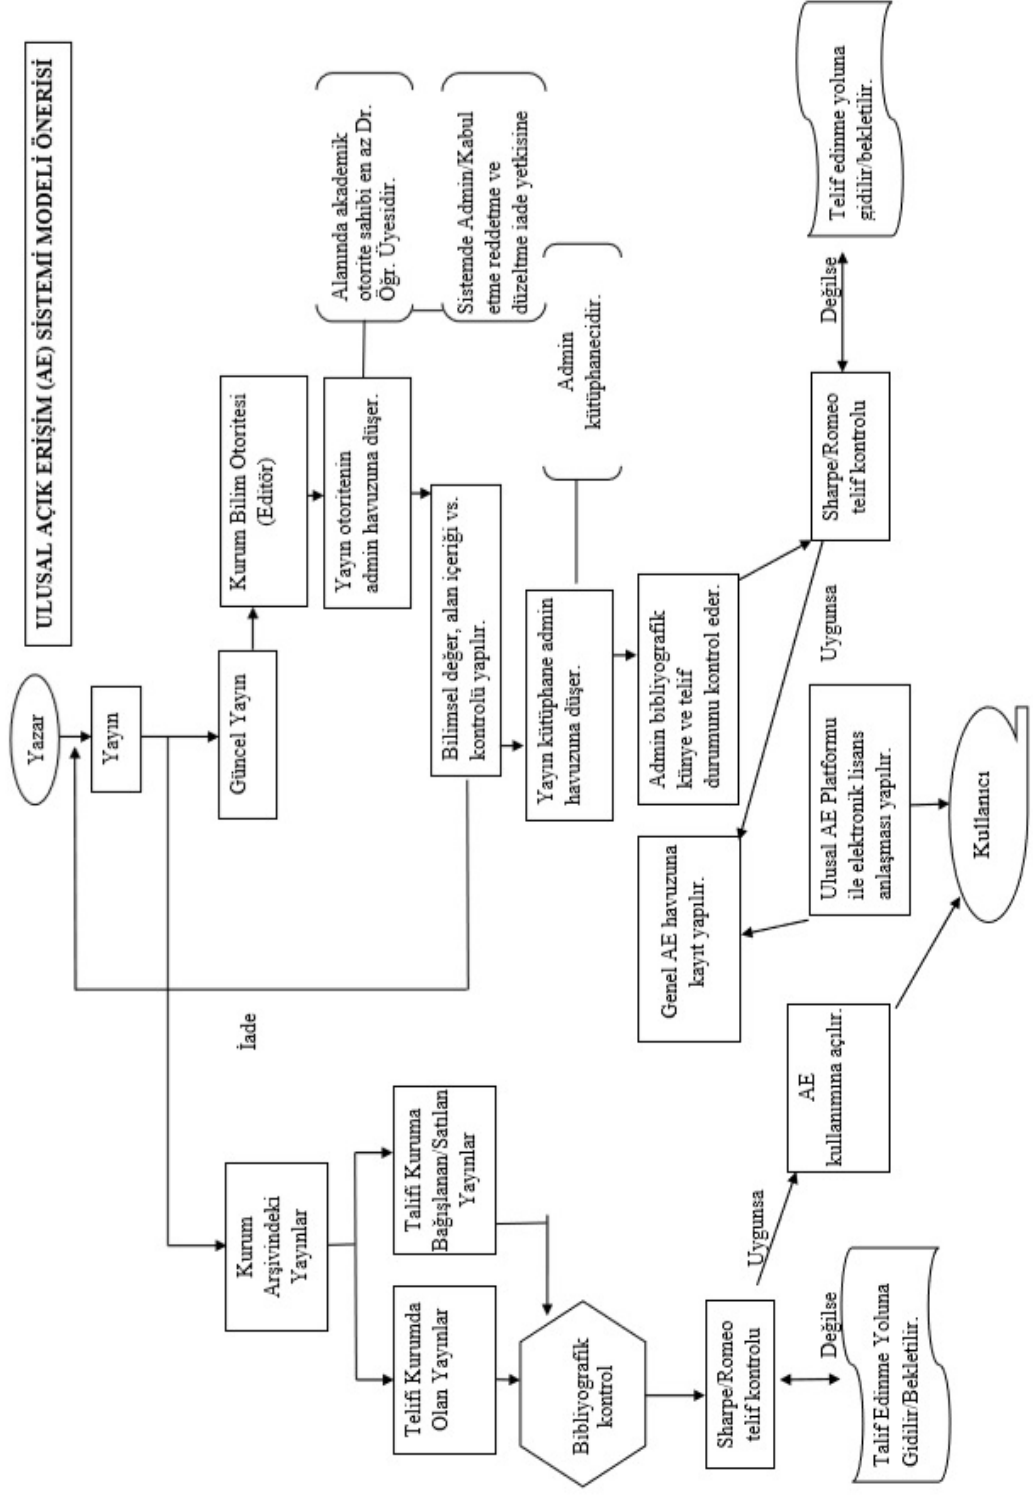 ULUSAL AÇIK ERİŞİM (AE) SİSTEMİ MODELİ ÖNERİSİ
Yazar
Yayın
Güncel Yayın
Kurum Bilim Otoritesi
(Editör)
Yayın otoritenin
admin havuzuna düşer.
Alanında akademik
otorite sahibi en az Dr.
Öğr. Üyesidir.
Sistemde Admin/Kabul
etme reddetme ve
düzeltme iade yetkisine
Bilimsel değer, alan içeriği vs.
kontrolü yapılır.
İade
Yayın kütüphane admin
havuzuna düşer.
Admin
kütüphanecidir.
Admin bibliyografik
künye ve telif
durumunu kontrol eder.
Sharpe/Romeo
telif kontrolu
Değilse
Telif edinme yoluna
gidilir/bekletilir.
Uygunsa
Genel AE havuzuna
kayıt yapılır.
Ulusal AE Platformu
ile elektronik lisans
anlaşması yapılır.
Kullanıcı
Kurum
Arşivindeki
Yayınlar
Telifi Kurumda
Olan Yayınlar
Talifi Kuruma
Bağışlanan/Satılan
Yayınlar
Bibliyografik
kontrol
Sharpe/Romeo
telif kontrolu
Uygunsa
AE
kullanımına açılır.
Değilse
Talif Edinme Yoluna
Gidilir/Bekletilir.